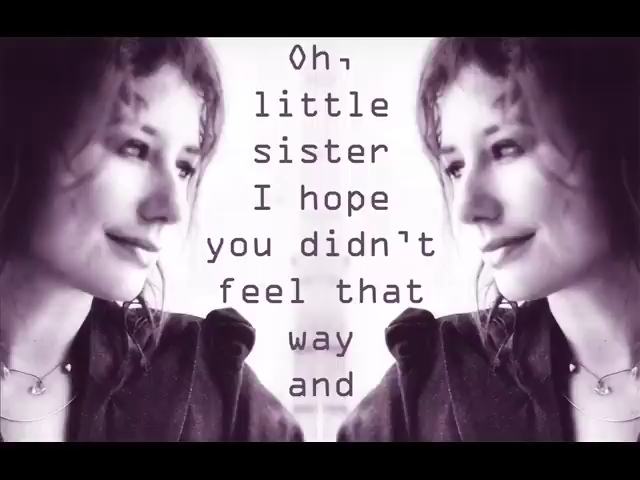 Oh,
little
sister
I hope
you didn't
feel that
way
and